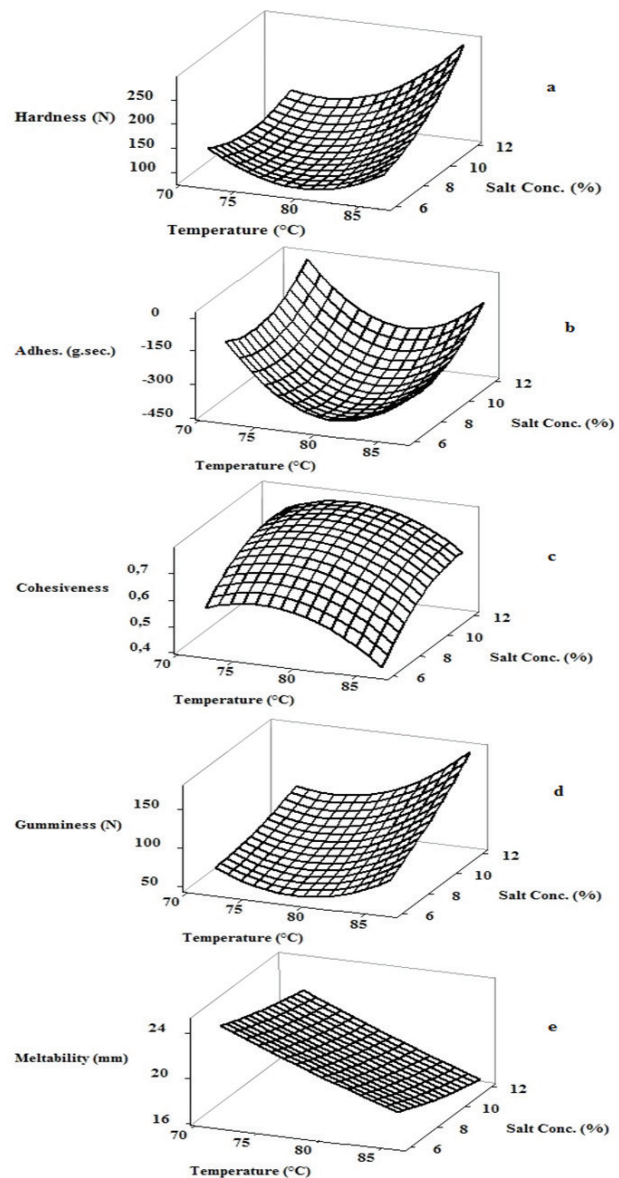 a
250
200
150
100
Hardness (N)
70
75
80
85
Temperature (°C)
6
8
10
12
Salt Conc. (%)
b
0
-150
-300
-450
Adhes. (g.sec.)
70
75
80
85
Temperature (°C)
6
8
10
12
Salt Conc. (%)
c
0,7
0,6
0,5
0,4
Cohesiveness
70
75
80
85
Temperature (°C)
6
8
10
12
Salt Conc. (%)
d
150
100
50
Gumminess (N)
70
75
80
85
Temperature (°C)
6
8
10
12
Salt Conc. (%)
e
24
20
16
Meltability (mm)
70
75
80
85
Temperature (°C)
6
8
10
12
Salt Conc. (%)